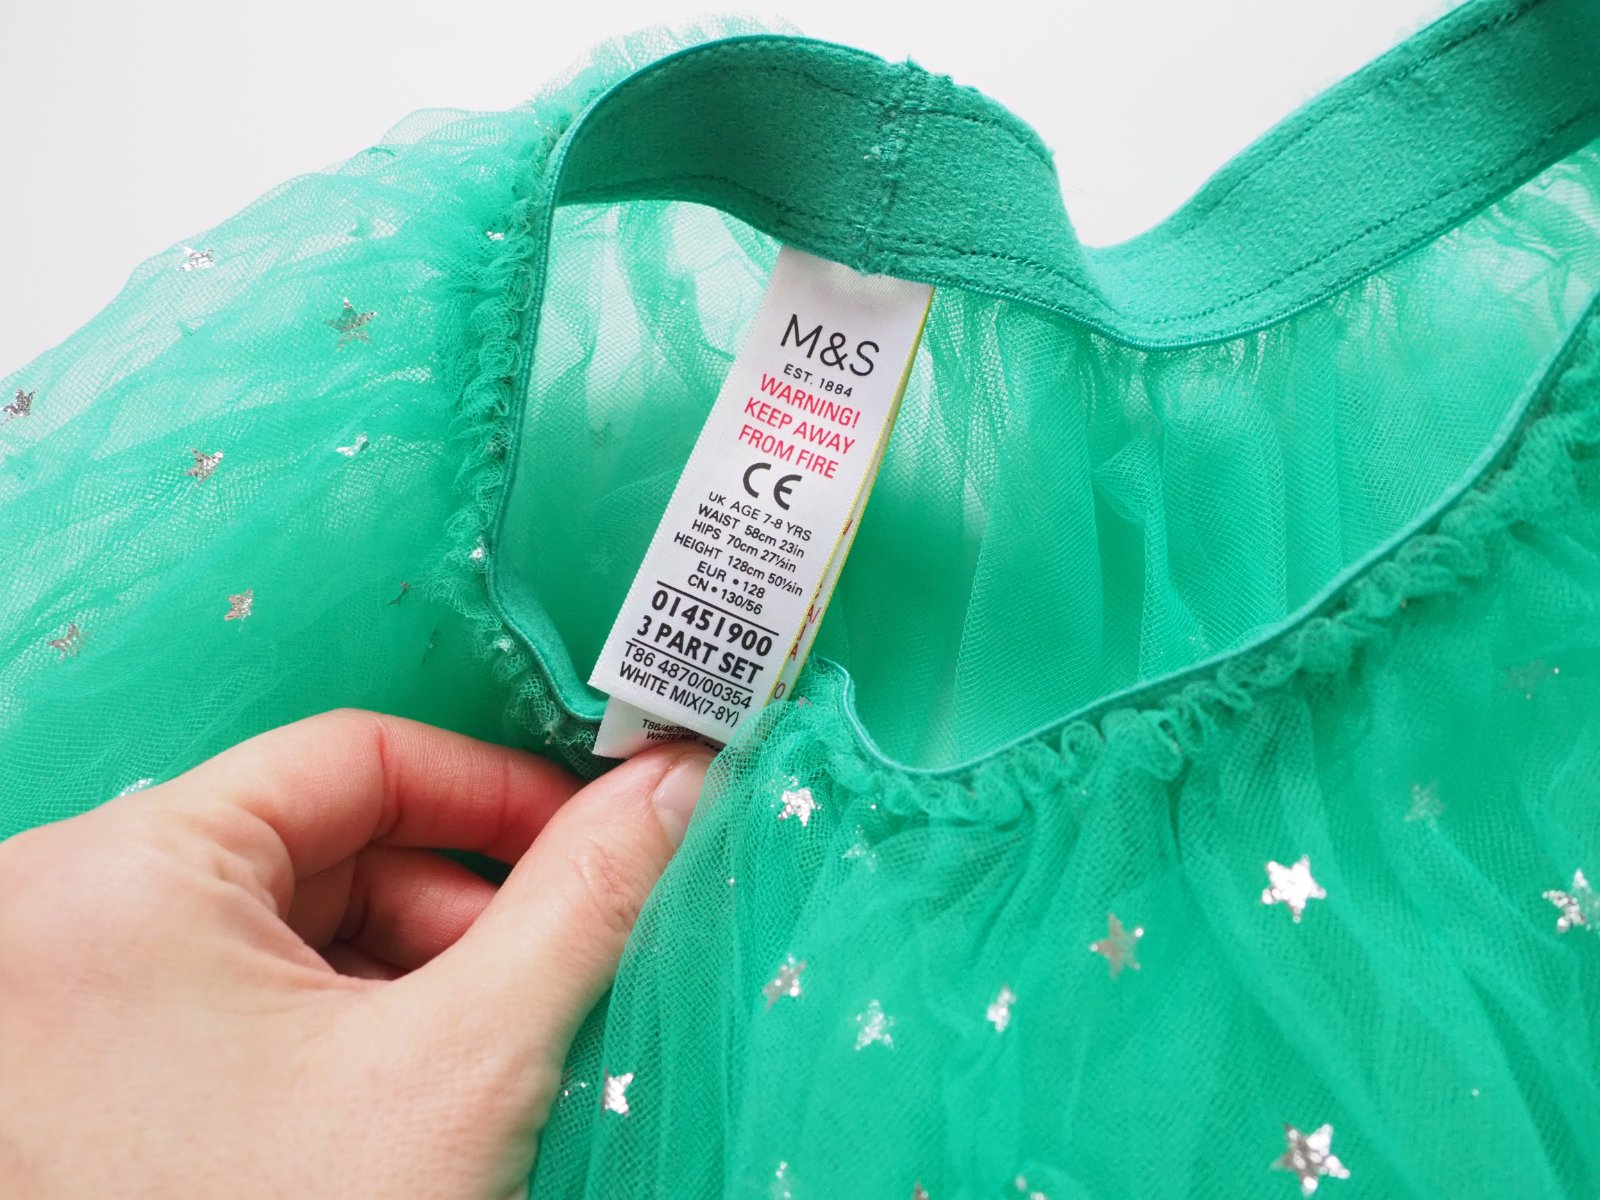 M&S
EST. 1884
WARNING!
KEEP AWAY
FROM FIRE
CE
UK AGE 7-8 YRS
WAIST 58cm 23in
HIPS 70cm 27½in
HEIGHT 128cm 50½in
EUR • 128
CN • 130/56
01451900
3 PART SET
T86 4870/00354
WHITE MIX(7-8Y)
WHITE MIX